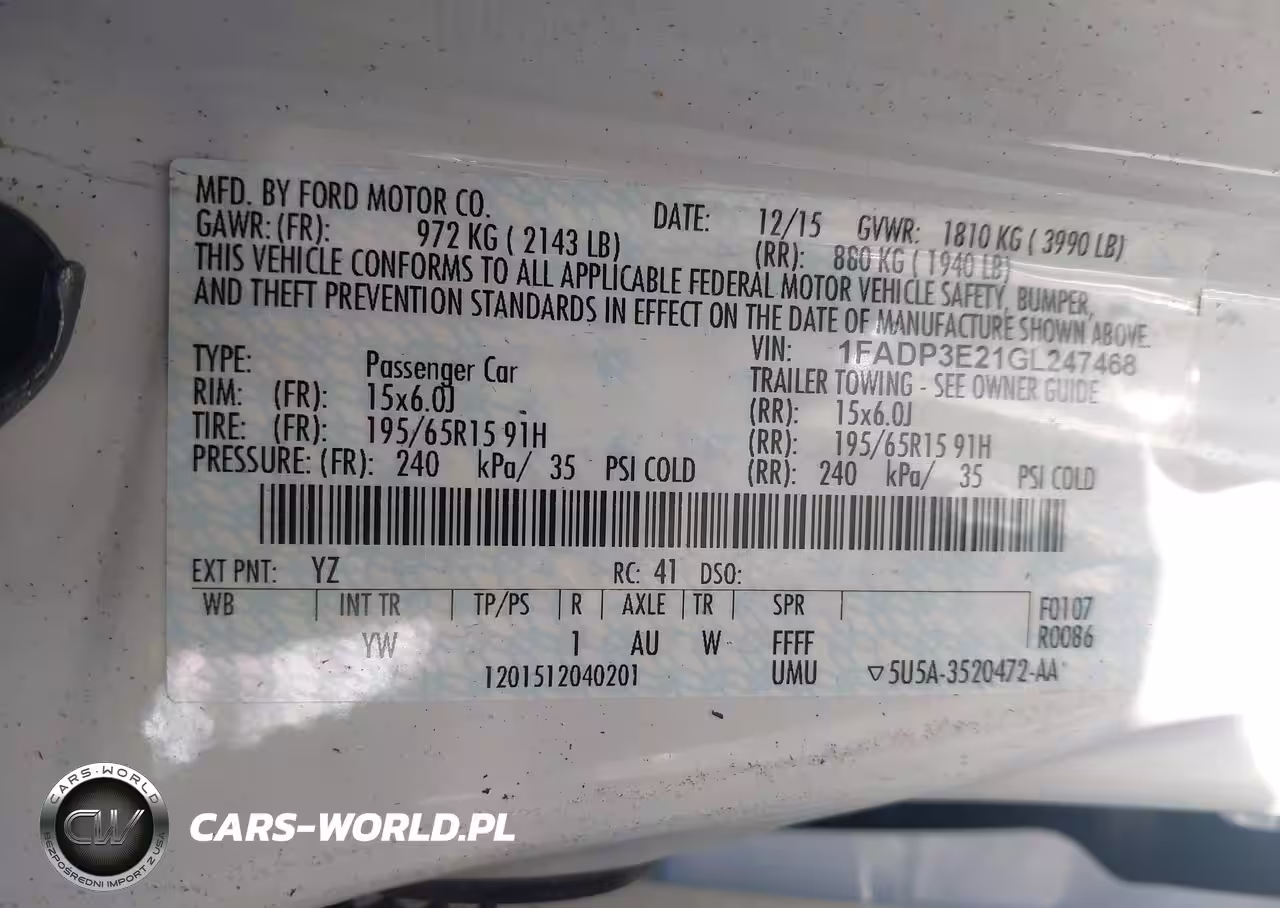 MFD. BY FORD MOTOR CO. DATE: 12/15 GVWR: 1810 KG ( 3990 LB)
GAWR: (FR): 972 KG ( 2143 LB) (RR): 880 KG ( 1940 LB)
THIS VEHICLE CONFORMS TO ALL APPLICABLE FEDERAL MOTOR VEHICLE SAFETY, BUMPER,
AND THEFT PREVENTION STANDARDS IN EFFECT ON THE DATE OF MANUFACTURE SHOWN ABOVE.
VIN: 1FADP3E21GL247468
TYPE: Passenger Car TRAILER TOWING - SEE OWNER GUIDE
RIM: (FR): 15x6.0J (RR): 15x6.0J
TIRE: (FR): 195/65R15 91H (RR): 195/65R15 91H
PRESSURE: (FR): 240 kPa/ 35 PSI COLD (RR): 240 kPa/ 35 PSI COLD
EXT PNT: YZ RC: 41 DSO:
WB INT TR TP/PS R AXLE TR SPR F0107
YW 1 AU W FFFF R0086
1201512040201 UMU ▽5U5A-3520472-AA
CARS-WORLD
CW
BEZPOŚREDNI IMPORT Z USA
CARS-WORLD.PL